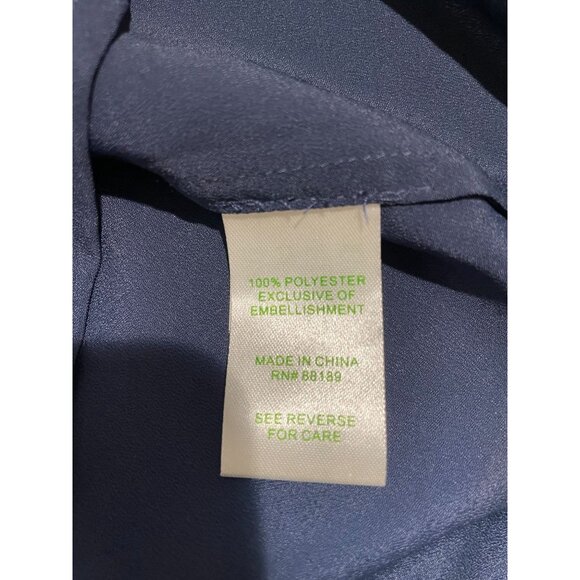 100% POLYESTER
EXCLUSIVE OF
EMBELLISHMENT
MADE IN CHINA
RN# 88189
SEE REVERSE
FOR CARE